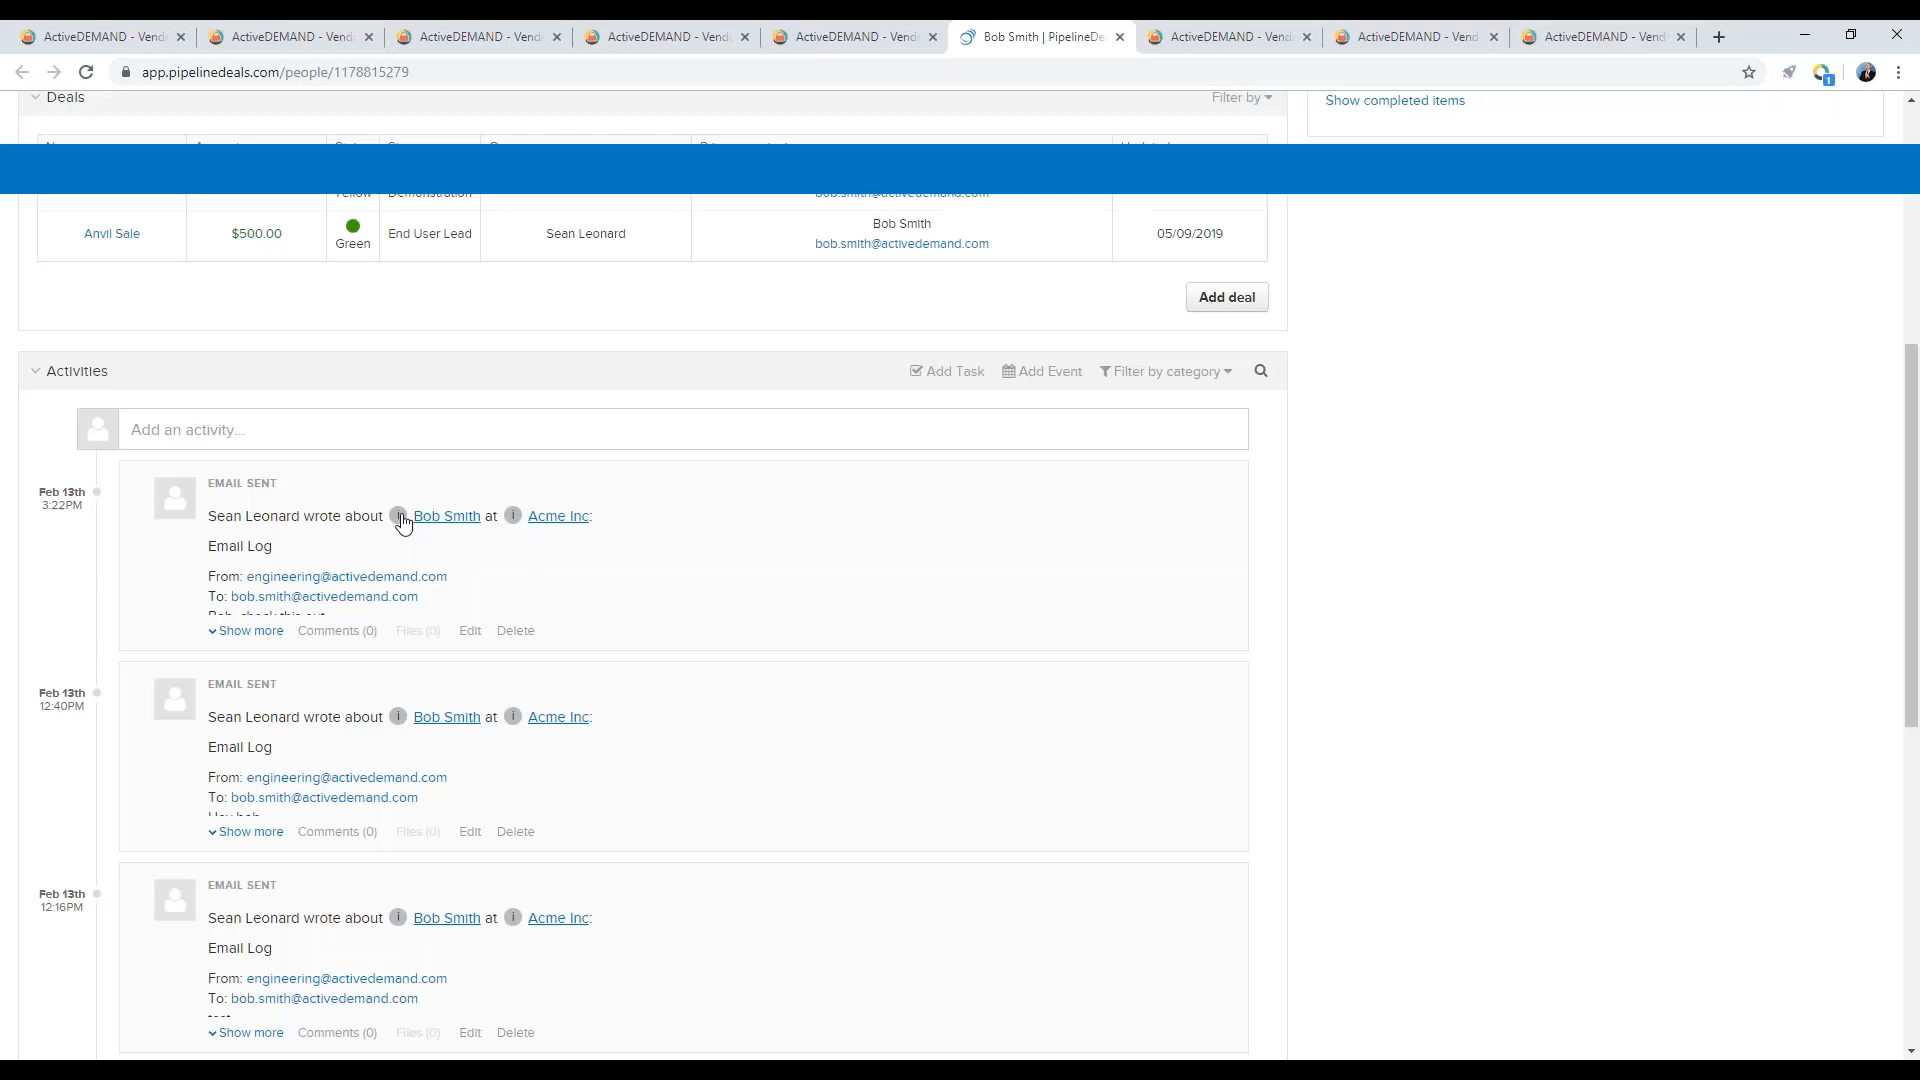 ActiveDEMAND - Vend
ActiveDEMAND - Vend
ActiveDEMAND - Vend
ActiveDEMAND - Vend
ActiveDEMAND - Vend
Bob Smith | PipelineDe
ActiveDEMAND - Vend
ActiveDEMAND - Vend
ActiveDEMAND - Vend
app.pipelinedeals.com/people/1178815279
1
Deals
Filter by
Show completed items
bob.smith@activedemand.com
Anvil Sale
$500.00
Green
End User Lead
Sean Leonard
Bob Smith
bob.smith@activedemand.com
05/09/2019
Add deal
Activities
Add Task
Add Event
Filter by category
Add an activity...
Feb 13th
3:22PM
EMAIL SENT
Sean Leonard wrote about i Bob Smith at i Acme Inc:
Email Log
From: engineering@activedemand.com
To: bob.smith@activedemand.com
Show more Comments (0) Files (0) Edit Delete
Feb 13th
12:40PM
EMAIL SENT
Sean Leonard wrote about i Bob Smith at i Acme Inc:
Email Log
From: engineering@activedemand.com
To: bob.smith@activedemand.com
Show more Comments (0) Files (0) Edit Delete
Feb 13th
12:16PM
EMAIL SENT
Sean Leonard wrote about i Bob Smith at i Acme Inc:
Email Log
From: engineering@activedemand.com
To: bob.smith@activedemand.com
Show more Comments (0) Files (0) Edit Delete